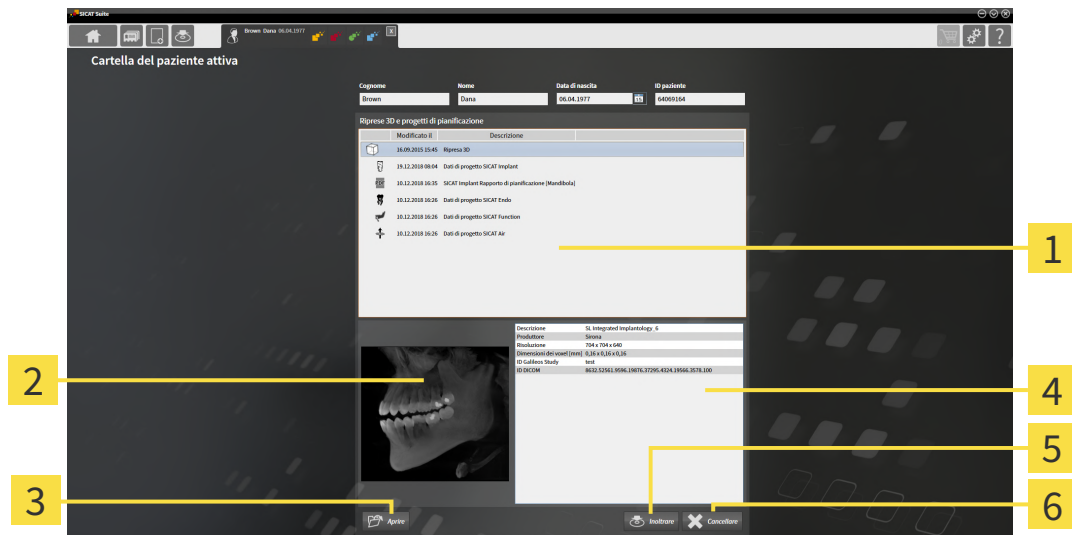 SICAT Suite
Brown Dana 06.04.1977
x
?
Cartella del paziente attiva
Cognome Nome Data di nascita ID paziente
Brown Dana 06.04.1977 15 64069164
Riprese 3D e progetti di pianificazione
Modificato il Descrizione
16.09.2015 15:45 Ripresa 3D
19.12.2018 08:04 Dati di progetto SICAT Implant
10.12.2018 16:35 SICAT Implant Rapporto di pianificazione [Mandibola]
10.12.2018 16:26 Dati di progetto SICAT Endo
10.12.2018 16:26 Dati di progetto SICAT Function
10.12.2018 16:26 Dati di progetto SICAT Air
1
Descrizione SL Integrated Implantology_6
Produttore Sirona
Risoluzione 704 x 704 x 640
Dimensioni dei voxel [mm] 0,16 x 0,16 x 0,16
ID Galileos Study test
ID DICOM 8632.52561.9596.19876.37295.4324.19566.3578.100
2
4
5
3
6
Aprire Inoltrare Cancellare